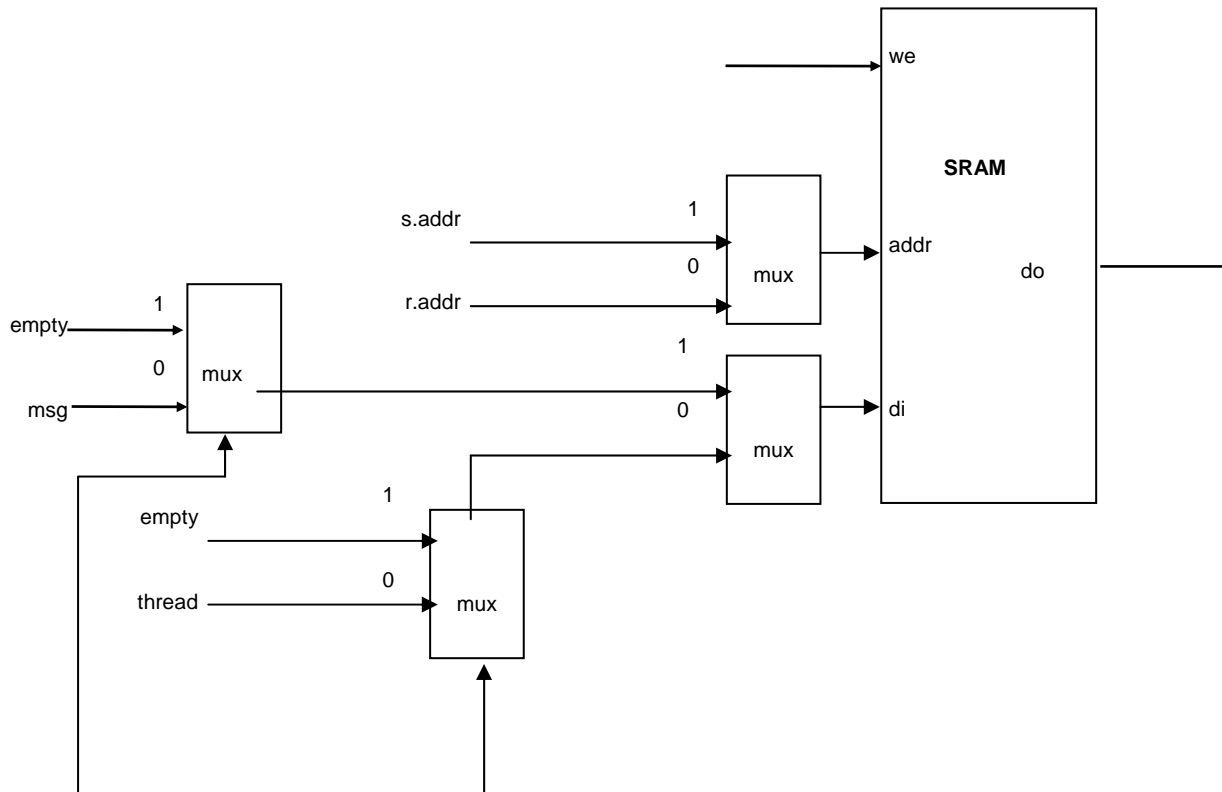 we
SRAM
1
s.addr
addr
0
do
mux
r.addr
1
empty
1
0
mux
0
msg
di
mux
1
empty
0
thread
mux